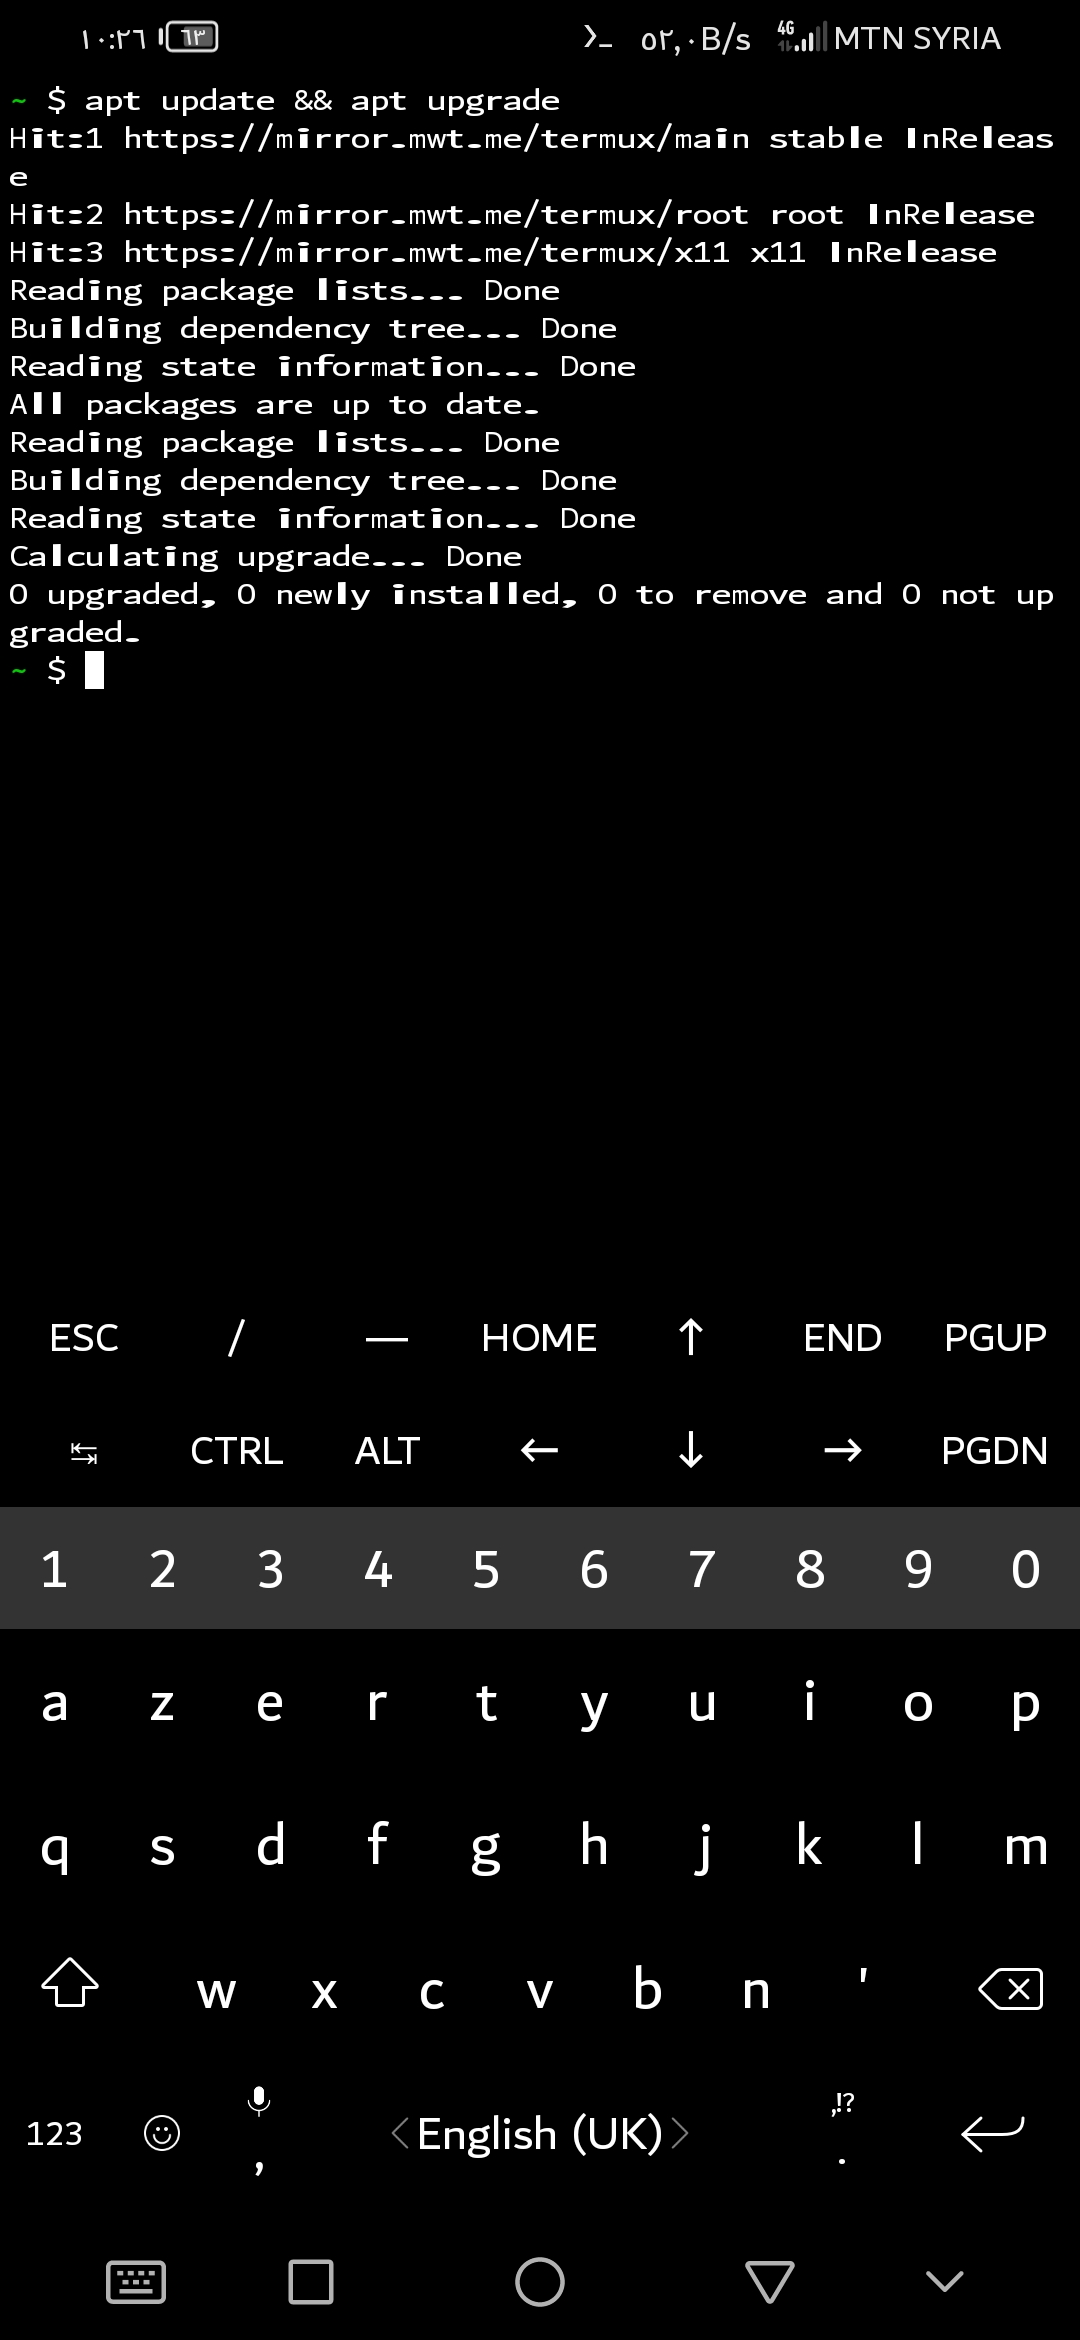 ١٠:٢٦ ٦٣ >_ ٥٢,٠B/s 4G MTN SYRIA
~ $ apt update && apt upgrade
Hit:1 https://mirror.mwt.me/termux/main stable InReleas
e
Hit:2 https://mirror.mwt.me/termux/root root InRelease
Hit:3 https://mirror.mwt.me/termux/x11 x11 InRelease
Reading package lists... Done
Building dependency tree... Done
Reading state information... Done
All packages are up to date.
Reading package lists... Done
Building dependency tree... Done
Reading state information... Done
Calculating upgrade... Done
0 upgraded, 0 newly installed, 0 to remove and 0 not up
graded.
~ $
ESC / — HOME ↑ END PGUP
↹ CTRL ALT ← ↓ → PGDN
1 2 3 4 5 6 7 8 9 0
a z e r t y u i o p
q s d f g h j k l m
w x c v b n '
123 , English (UK) ,!? .